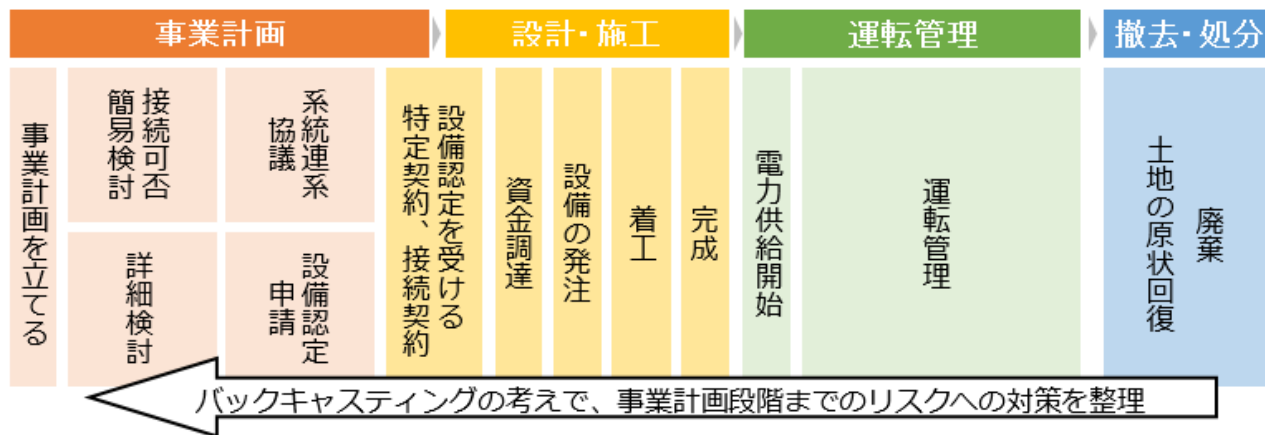 事業計画
設計・施工
運転管理
撤去・処分
事業計画を立てる
接続可否
簡易検討
詳細検討
系統連系
協議
設備認定
申請
設備認定を受ける
特定契約、接続契約
資金調達
設備の発注
着工
完成
電力供給開始
運転管理
廃棄
土地の原状回復
バックキャスティングの考えで、事業計画段階までのリスクへの対策を整理